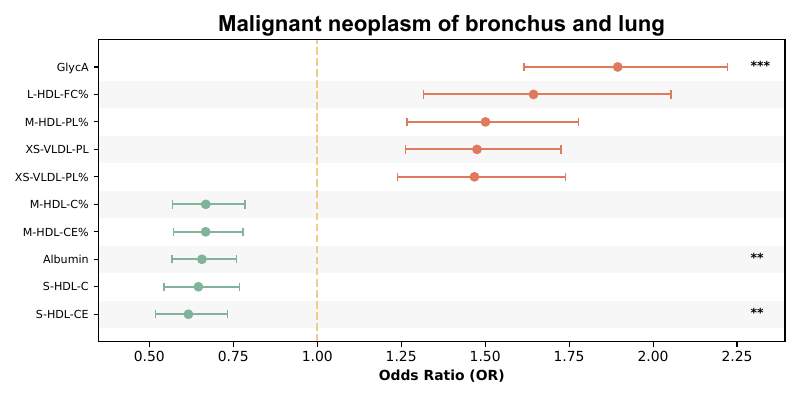 Malignant neoplasm of bronchus and lung
GlycA ***
L-HDL-FC%
M-HDL-PL%
XS-VLDL-PL
XS-VLDL-PL%
M-HDL-C%
M-HDL-CE%
Albumin **
S-HDL-C
S-HDL-CE **
0.50 0.75 1.00 1.25 1.50 1.75 2.00 2.25
Odds Ratio (OR)